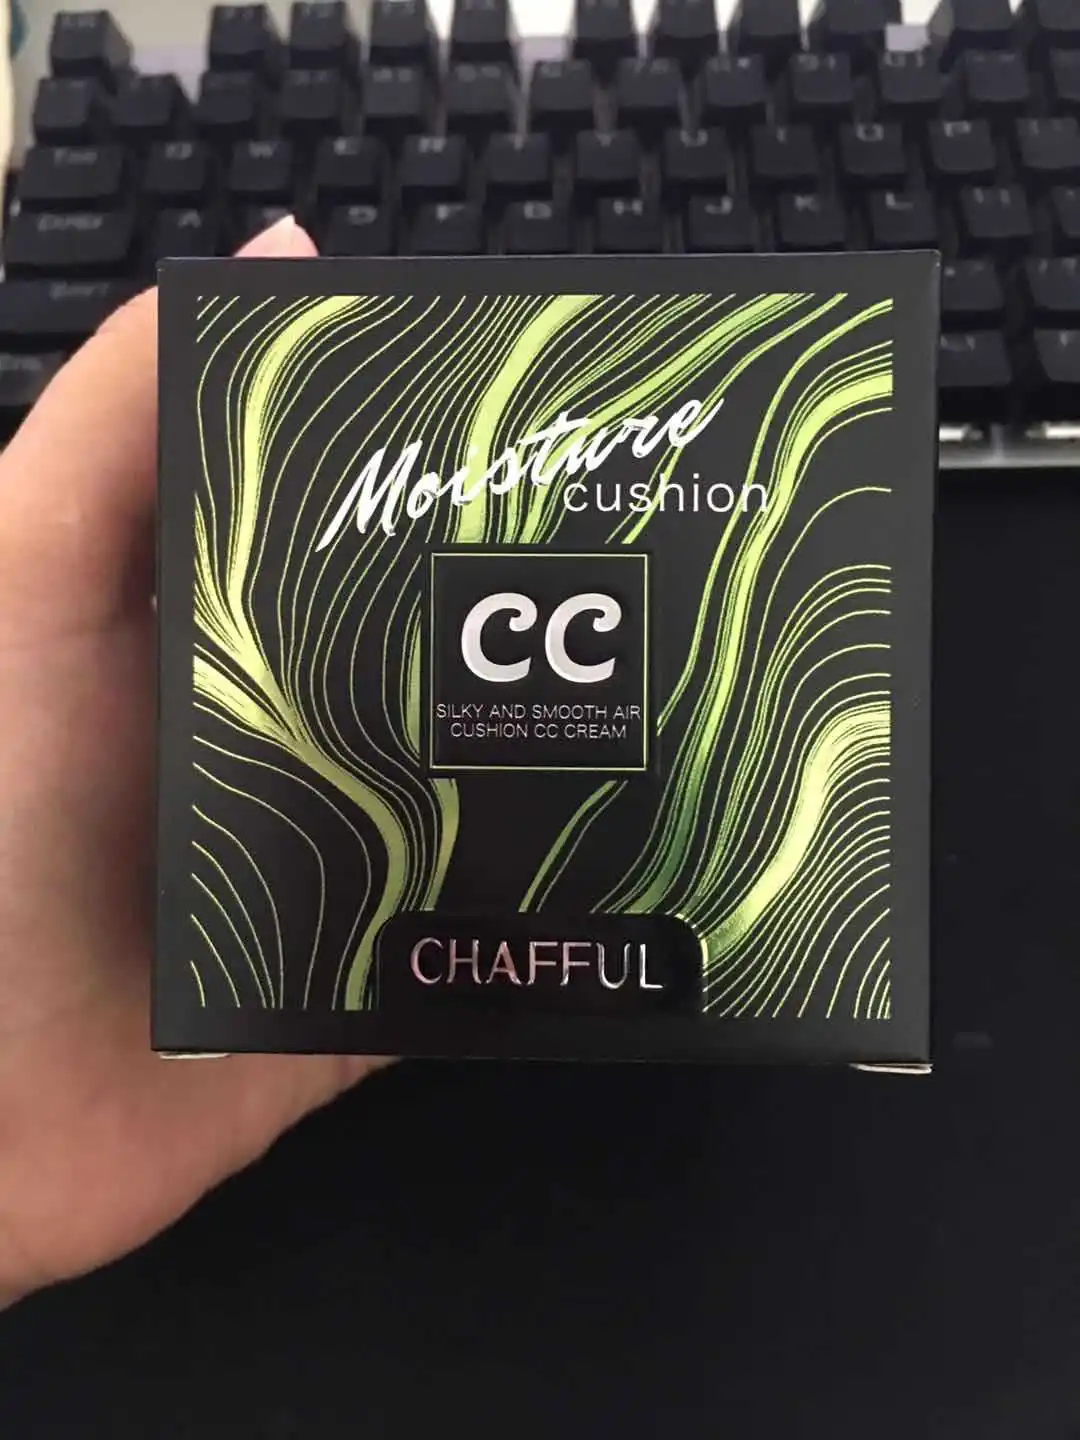 Moisture
cushion
CC
SILKY AND SMOOTH AIR
CUSHION CC CREAM
CHAFFUL